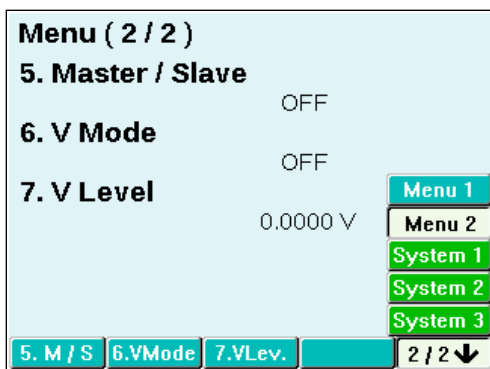 Menu ( 2 / 2 )
5. Master / Slave
OFF
6. V Mode
OFF
7. V Level
0.0000 V
Menu 1
Menu 2
System 1
System 2
System 3
5. M / S 6.VMode 7.VLev. 2 / 2